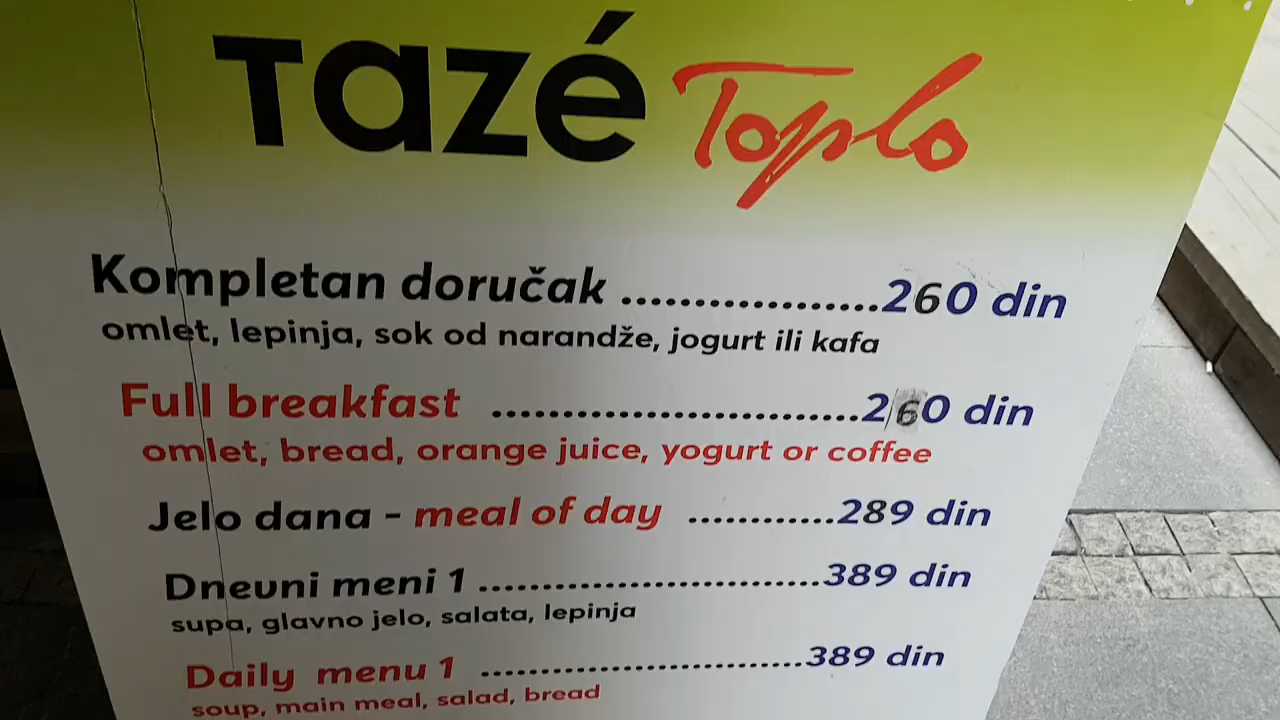 Tazé Toplo
Kompletan doručak ..................260 din
omlet, lepinja, sok od narandže, jogurt ili kafa
Full breakfast ..........................260 din
omlet, bread, orange juice, yogurt or coffee
Jelo dana - meal of day ............289 din
Dnevni meni 1 ..........................389 din
supa, glavno jelo, salata, lepinja
Daily menu 1 ...........................389 din
soup, main meal, salad, bread